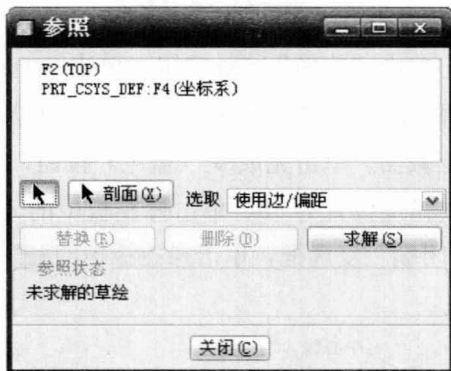 参照
F2(TOP)
PRT_CSYS_DEF:F4(坐标系)
剖面(X) 选取 使用边/偏距
替换(R) 删除(D) 求解(S)
参照状态
未求解的草绘
关闭(C)